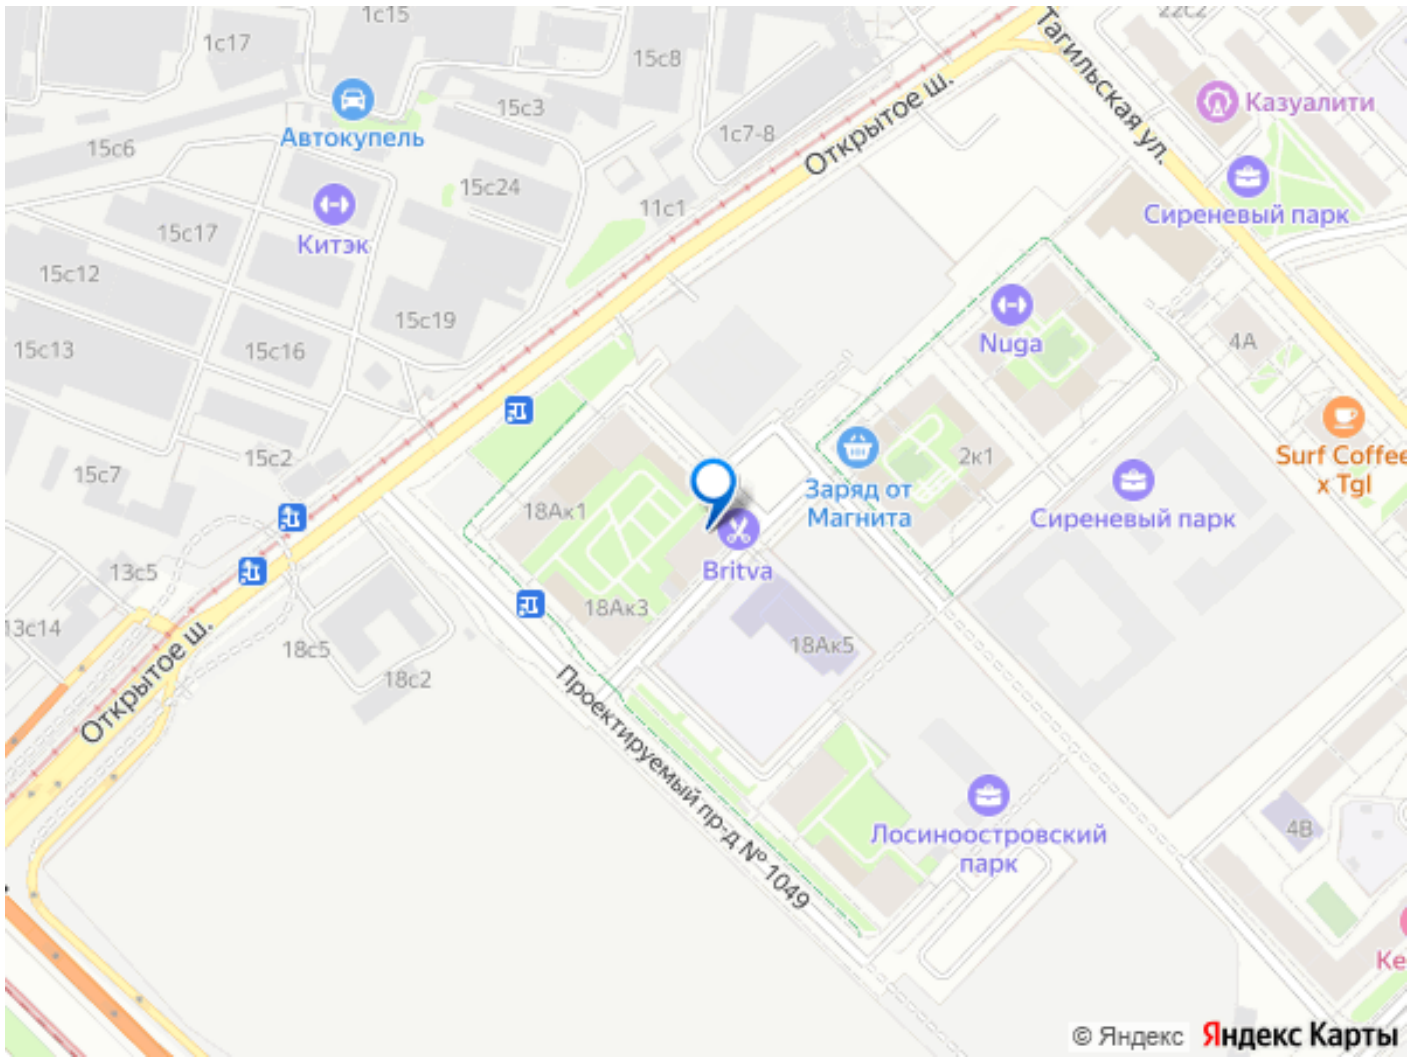 1с15
22с2
1с17
15с8
Тагильская ул.
Казуалити
15с3
Автокупель
15с6
1с7-8
Открытое ш.
15с24
Сиреневый парк
11с1
15с17
Китэк
15с12
15с19
15с13
15с16
Nuga
4А
15с2
2к1
15с7
Surf Coffee
x Tgl
Заряд от
Магнита
18Ак1
Сиреневый парк
Britva
13с5
18Ак3
13с14
18с5
18Ак5
Открытое ш.
18с2
Проектируемый пр-д № 1049
Лосиноостровский
парк
4В
Ке
© Яндекс Яндекс Карты